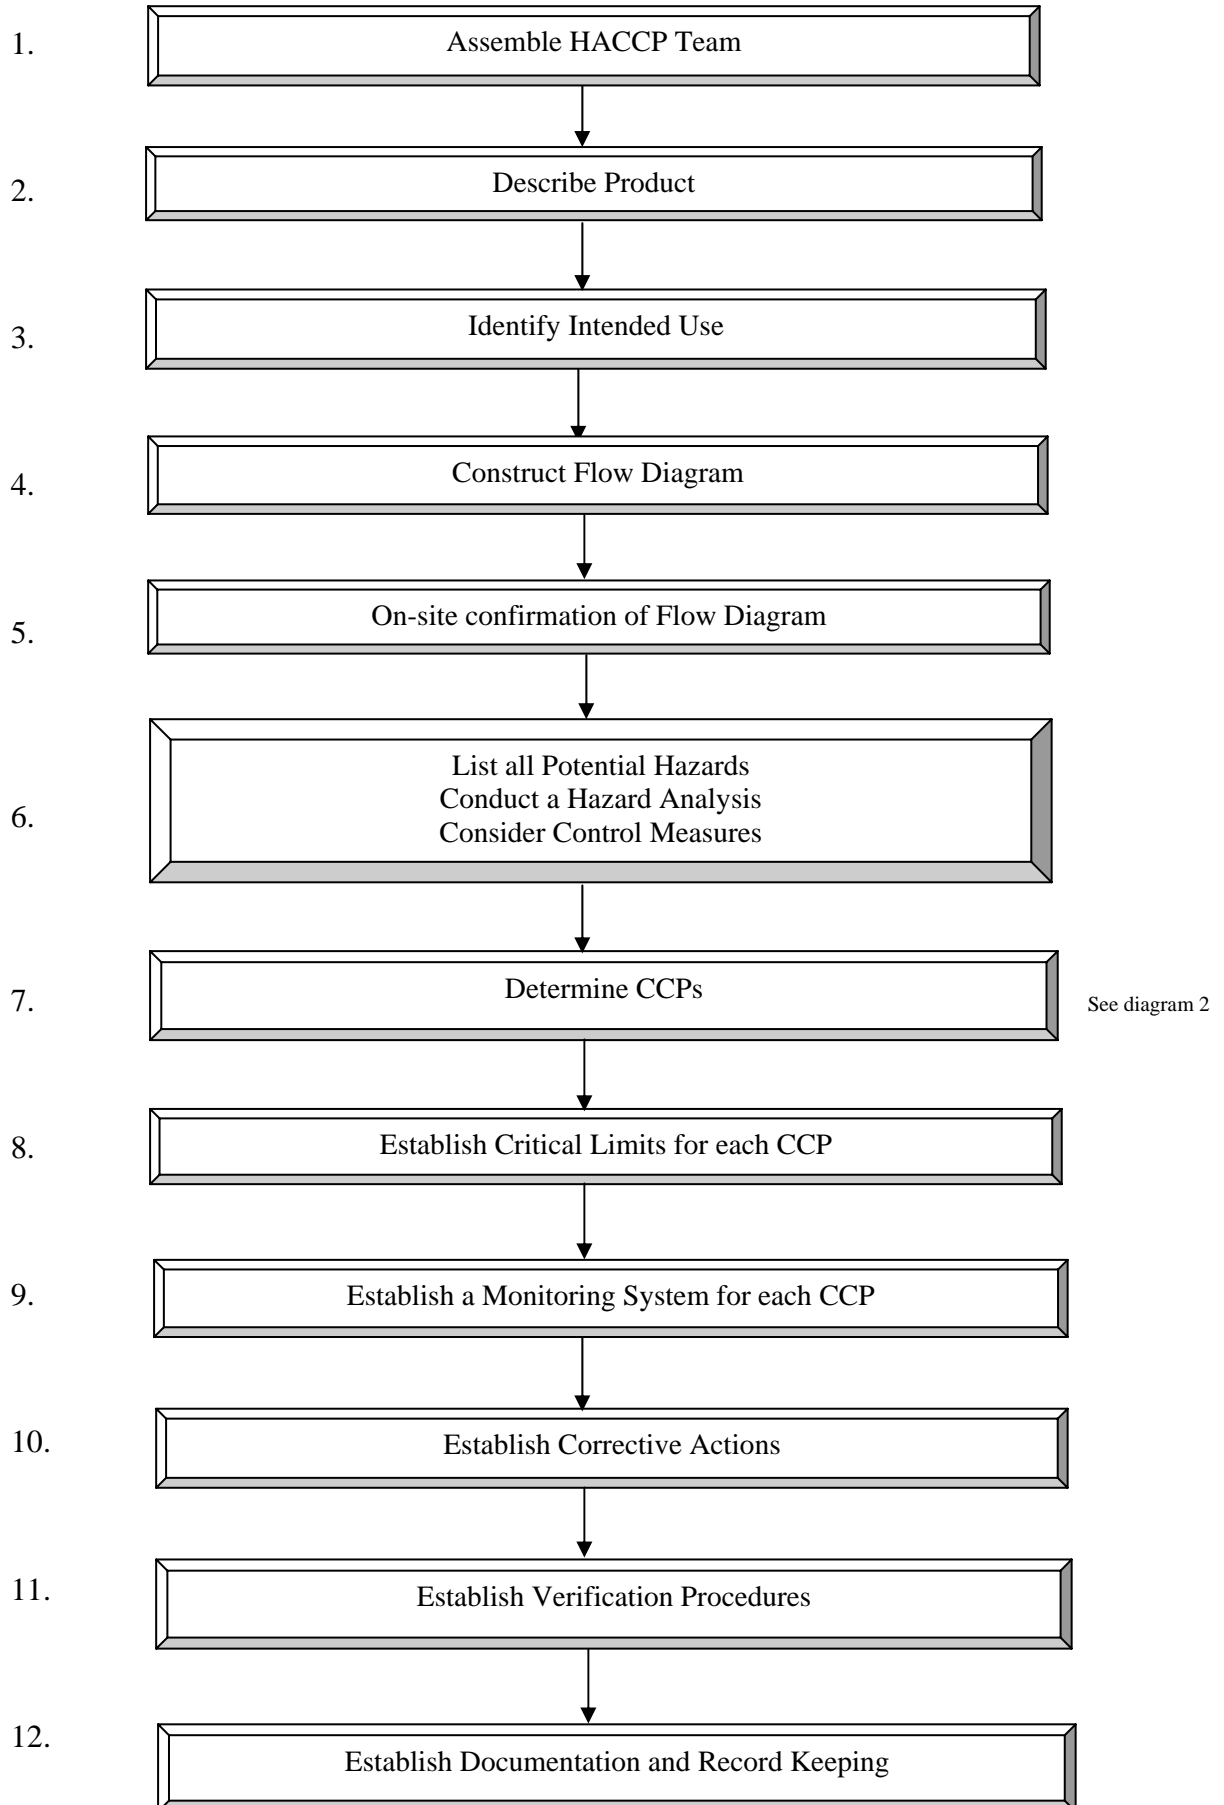 1. Assemble HACCP Team
2. Describe Product
3. Identify Intended Use
4. Construct Flow Diagram
5. On-site confirmation of Flow Diagram
List all Potential Hazards
Conduct a Hazard Analysis
6. Consider Control Measures
7. Determine CCPs See diagram 2
8. Establish Critical Limits for each CCP
9. Establish a Monitoring System for each CCP
10. Establish Corrective Actions
11. Establish Verification Procedures
12. Establish Documentation and Record Keeping